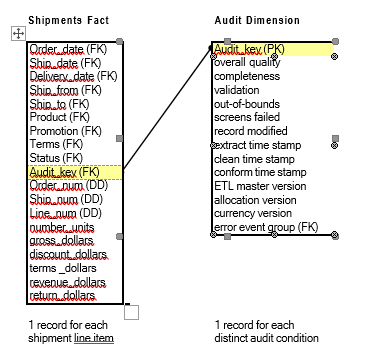 Shipments Fact
Order_date (FK)
Ship_date (FK)
Delivery_date (FK)
Ship_from (FK)
Ship_to (FK)
Product (FK)
Promotion (FK)
Terms (FK)
Status (FK)
Audit_key (FK)
Order_num (DD)
Ship_num (DD)
Line_num (DD)
number_units
gross_dollars
discount_dollars
terms _dollars
revenue_dollars
return_dollars
1 record for each
shipment line item
Audit Dimension
Audit_key (PK)
overall quality
completeness
validation
out-of-bounds
screens failed
record modified
extract time stamp
clean time stamp
conform time stamp
ETL master version
allocation version
currency version
error event group (FK)
1 record for each
distinct audit condition